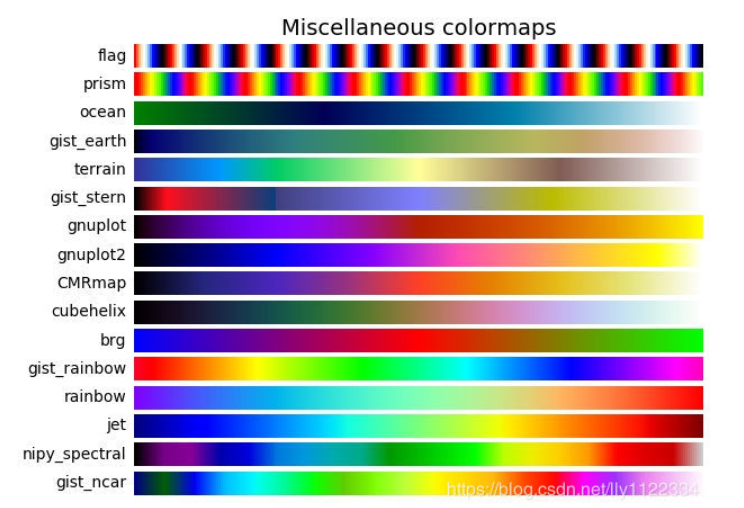 Miscellaneous colormaps
flag
prism
ocean
gist_earth
terrain
gist_stern
gnuplot
gnuplot2
CMRmap
cubehelix
brg
gist_rainbow
rainbow
jet
nipy_spectral
gist_ncar
https://blog.csdn.net/lly1122334